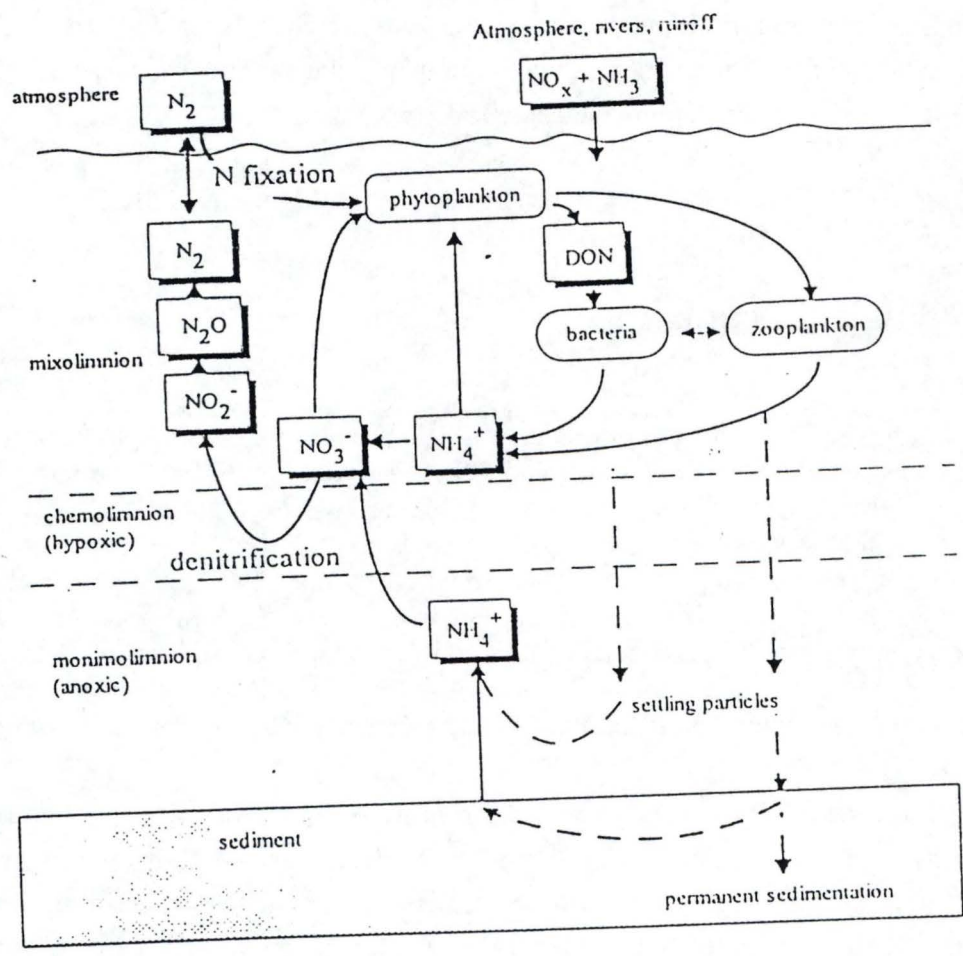 Atmosphere, rivers, runoff
NOx + NH3
atmosphere
N2
N fixation
phytoplankton
N2
DON
N2O
bacteria
zooplankton
mixolimnion
NO2-
NO3-
NH4+
chemolimnion
(hypoxic)
denitrification
NH4+
monimolimnion
(anoxic)
settling particles
sediment
permanent sedimentation